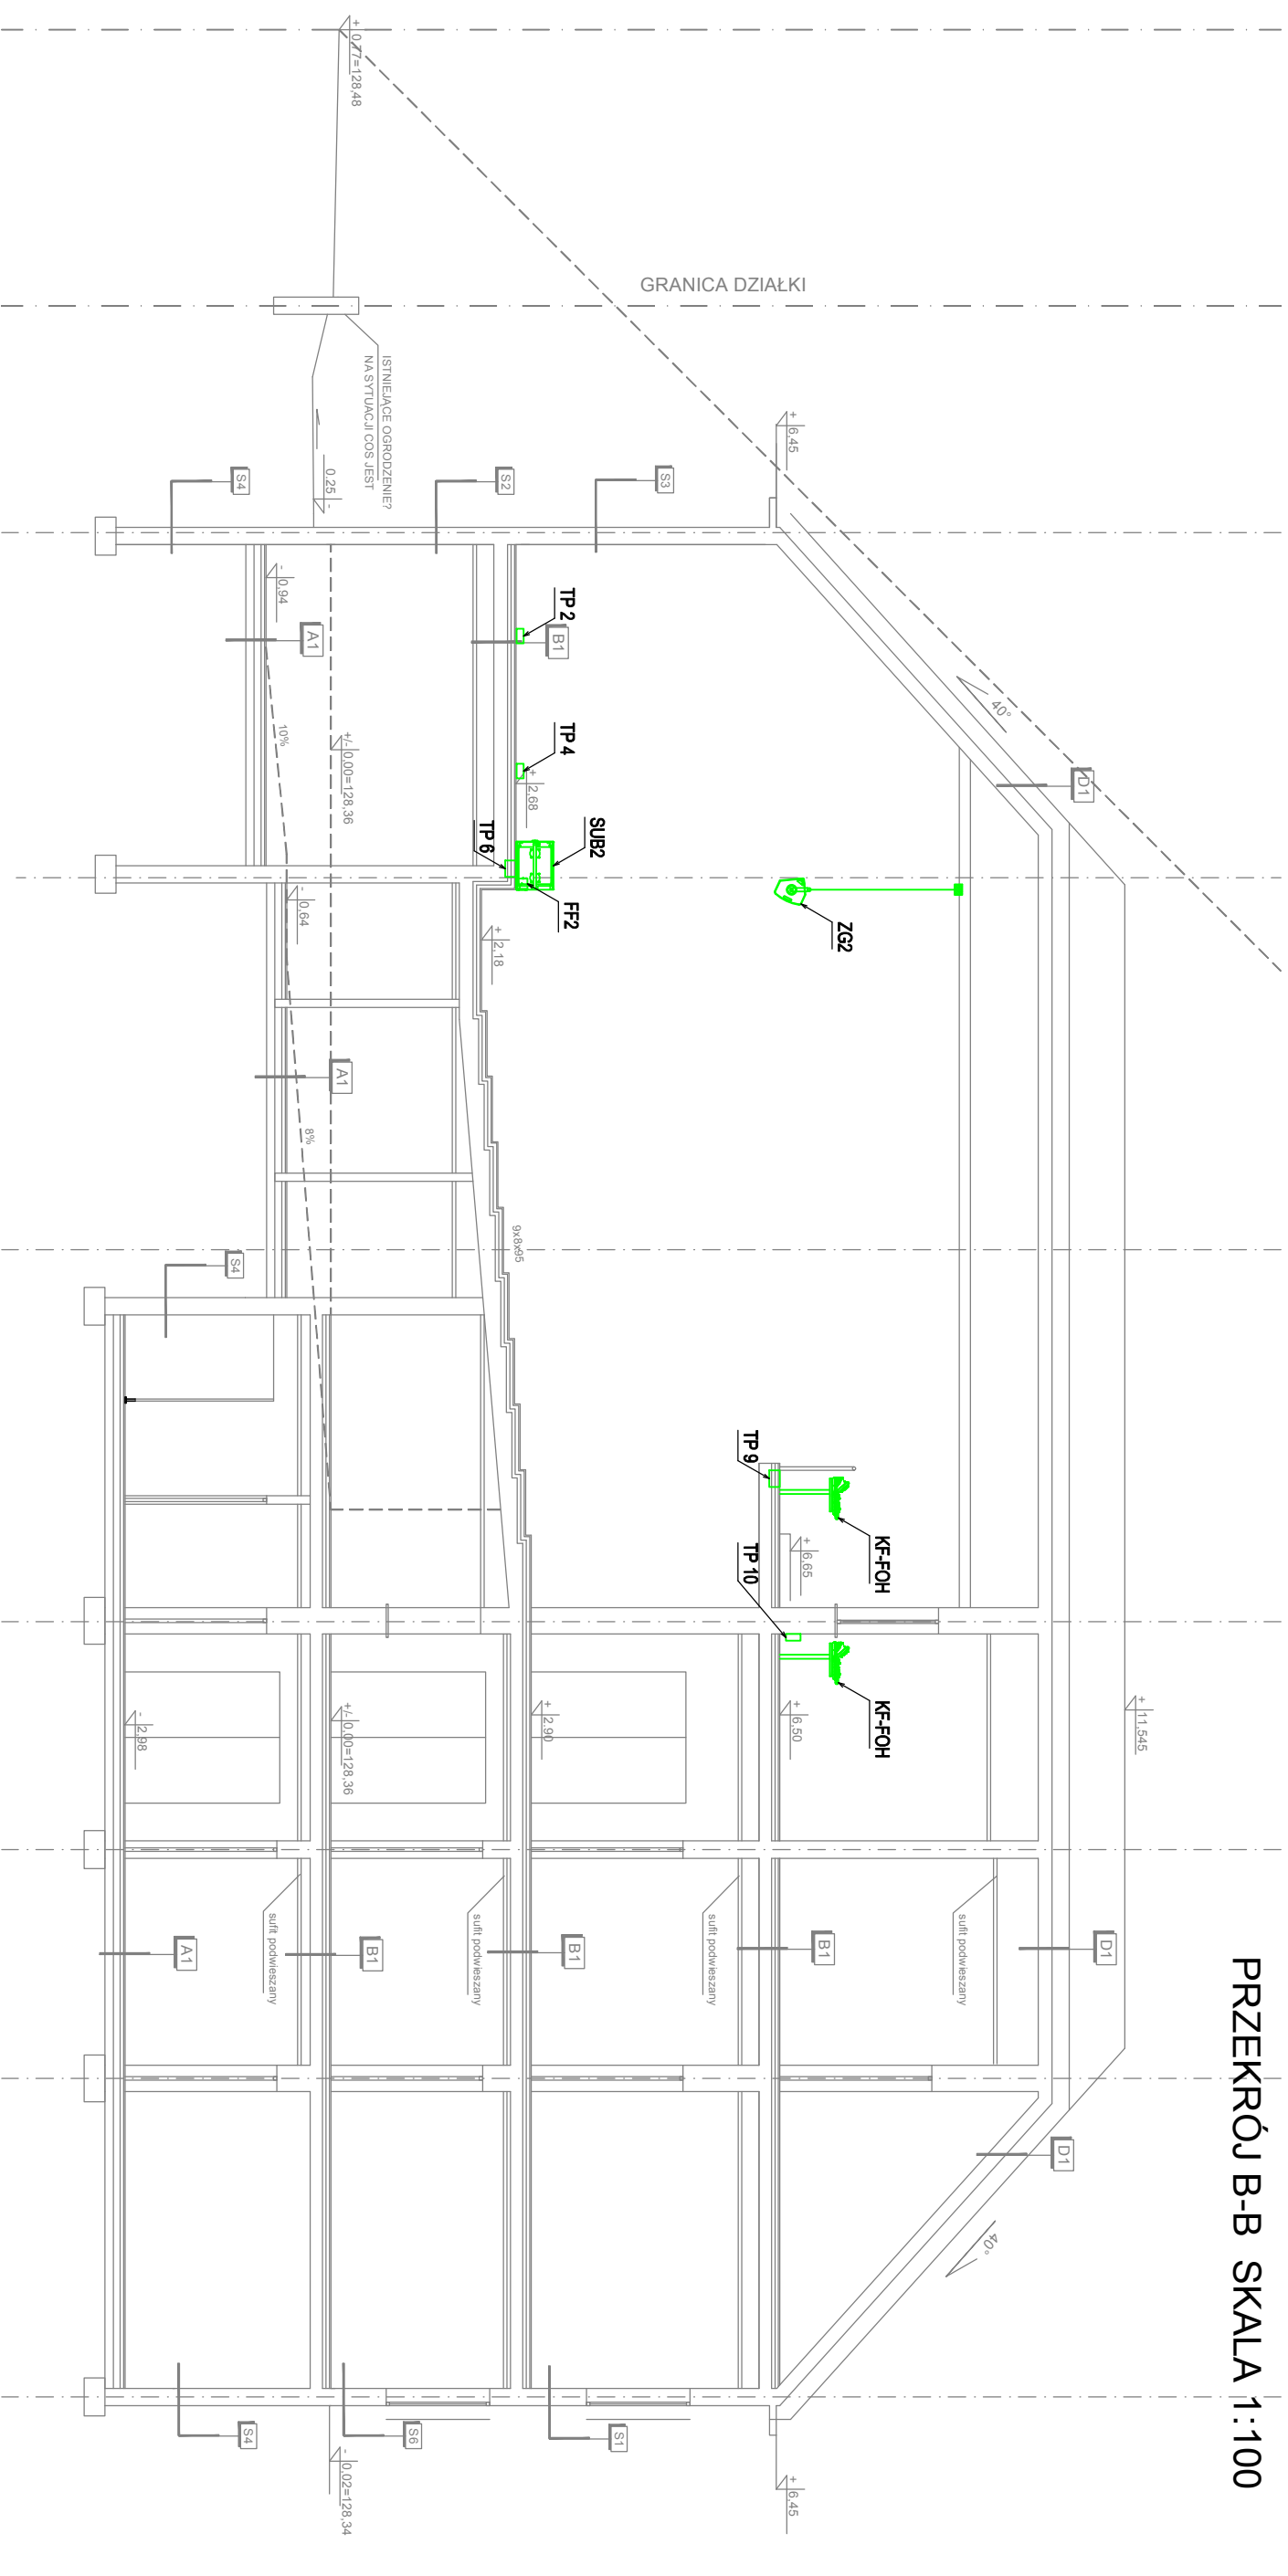 PRZEKRÓJ B-B SKALA 1:100
GRANICA DZIAŁKI
+ 0,77=128,48
ISTNIEJĄCE OGRODZENIE?
NA SYTUACJI COS JEST
0.25 -
+ 6,45
S4
S2
S3
- 0,94
A1
10%
+/- 0,00=128,36
TP 2
B1
TP 4
+ 2,68
TP 6
SUB2
FF2
ZG2
40°
D1
- 0,64
+ 2,18
A1
8%
9x8x95
S4
TP 9
KF-FOH
+ 6,65
TP 10
KF-FOH
+ 6,50
+ 2,90
+/- 0,00=128,36
- 2,98
+ 11,545
sufit podwieszany
sufit podwieszany
sufit podwieszany
sufit podwieszany
A1
B1
B1
B1
D1
D1
40°
S4
S6
S1
- 0,02=128,34
+ 6,45